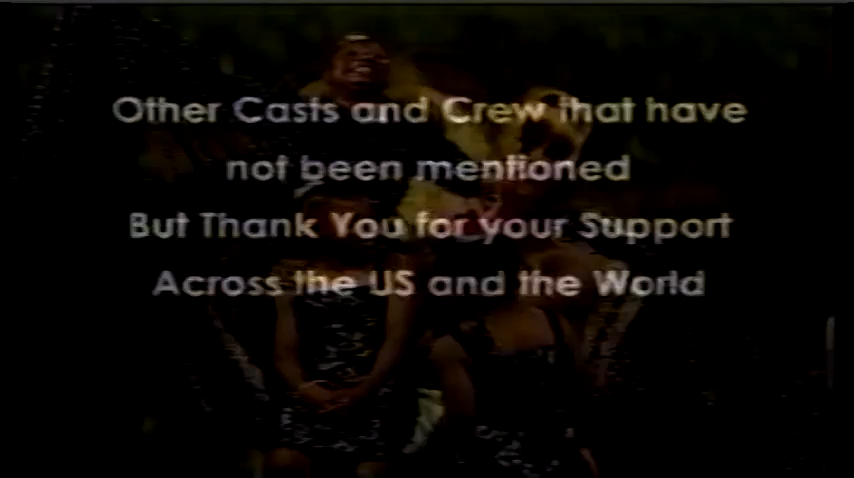 Other Casts and Crew that have
not been mentioned
But Thank You for your Support
Across the US and the World